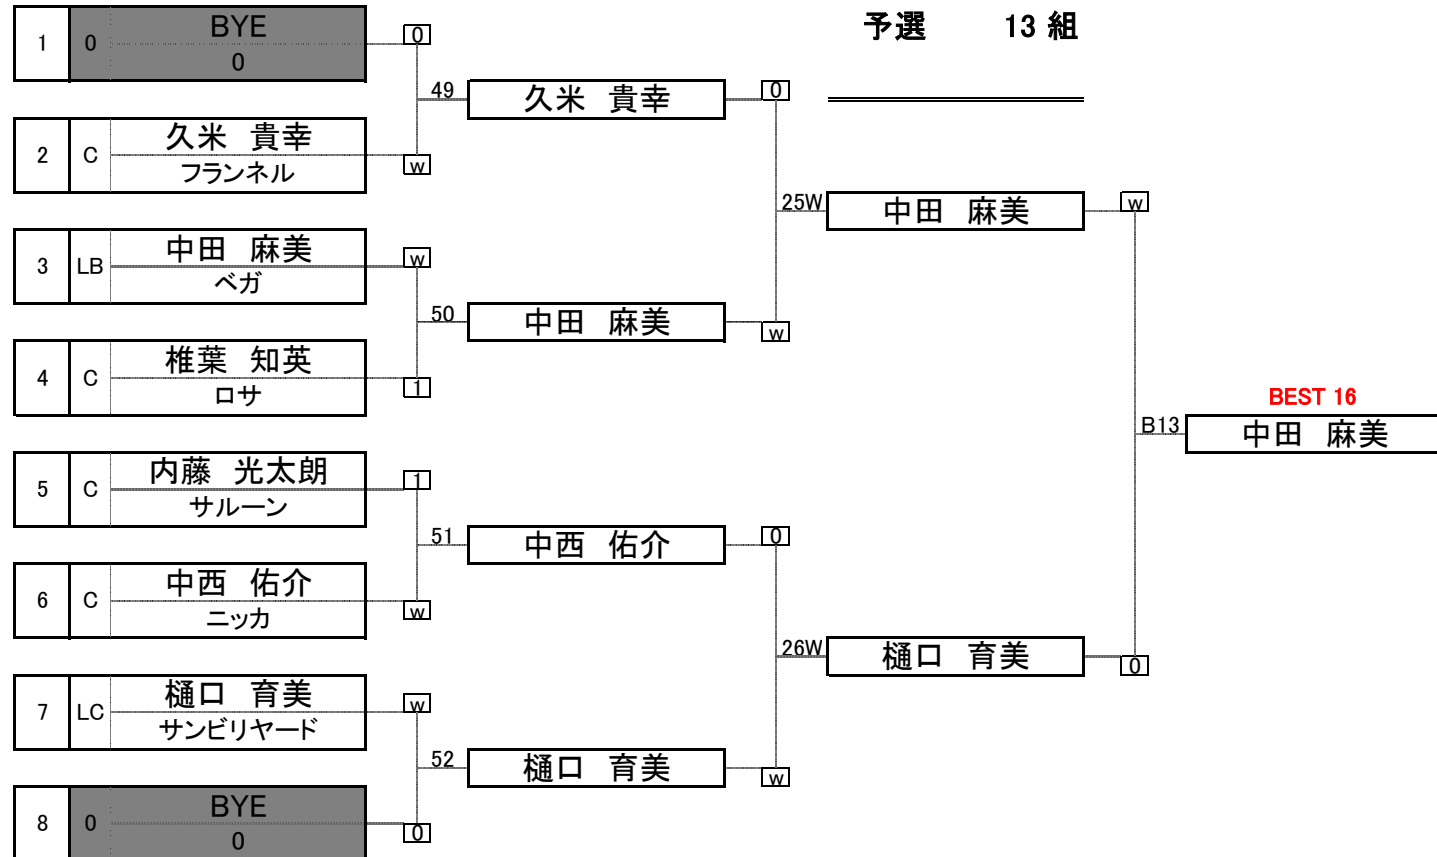 予選 13 組
1 0 BYE 0
0
49 久米 貴幸 0
2 C 久米 貴幸 w
フランネル
25W 中田 麻美 w
3 LB 中田 麻美 w
ベガ
50 中田 麻美 w
4 C 椎葉 知英 1
ロサ
BEST 16
B13 中田 麻美
5 C 内藤 光太朗 1
サルーン
51 中西 佑介 0
6 C 中西 佑介 w
ニッカ
26W 樋口 育美 0
7 LC 樋口 育美 w
サンビリヤード
52 樋口 育美 w
8 0 BYE 0
0